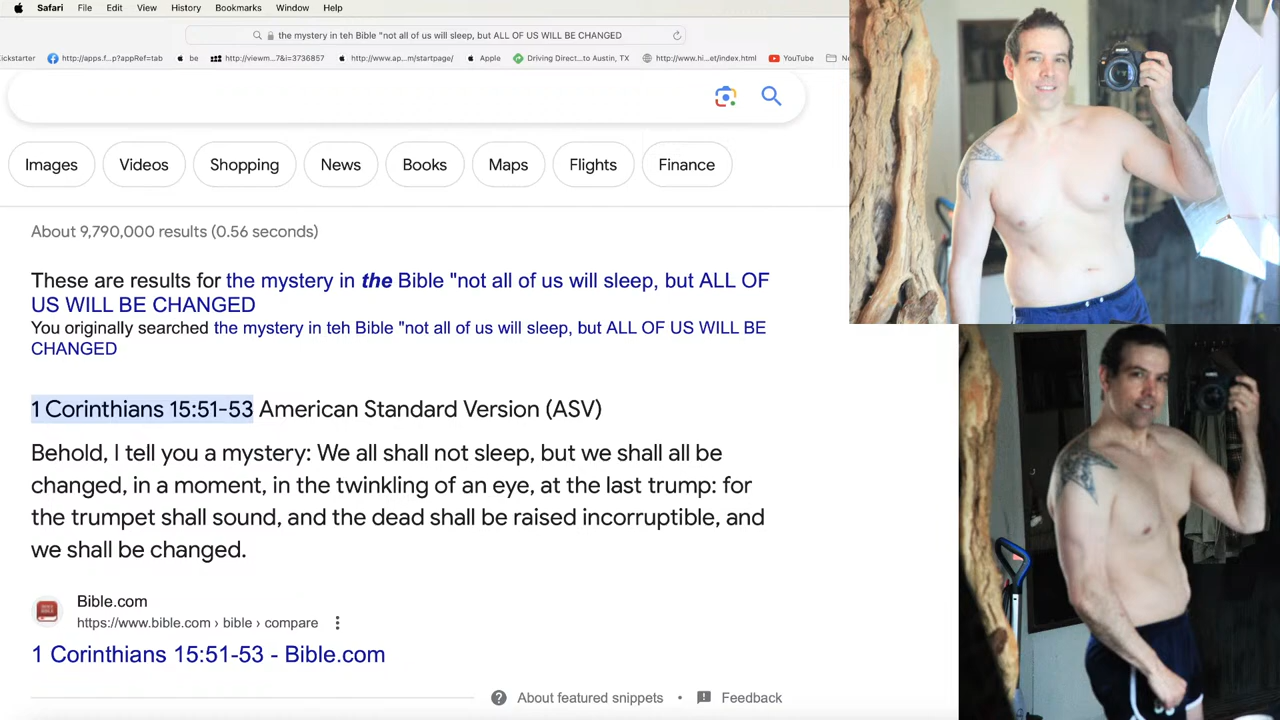 Safari File Edit View History Bookmarks Window Help
the mystery in teh Bible "not all of us will sleep, but ALL OF US WILL BE CHANGED
ckstarter http://apps.f...p?appRef=tab be http://viewm...7&i=3736857 http://www.ap...m/startpage/ Apple Driving Direct...to Austin, TX http://www.hi...et/index.html YouTube Ne
Images Videos Shopping News Books Maps Flights Finance
About 9,790,000 results (0.56 seconds)
These are results for the mystery in the Bible "not all of us will sleep, but ALL OF
US WILL BE CHANGED
You originally searched the mystery in teh Bible "not all of us will sleep, but ALL OF US WILL BE
CHANGED
1 Corinthians 15:51-53 American Standard Version (ASV)
Behold, I tell you a mystery: We all shall not sleep, but we shall all be
changed, in a moment, in the twinkling of an eye, at the last trump: for
the trumpet shall sound, and the dead shall be raised incorruptible, and
we shall be changed.
Bible.com
https://www.bible.com › bible › compare
1 Corinthians 15:51-53 - Bible.com
About featured snippets • Feedback